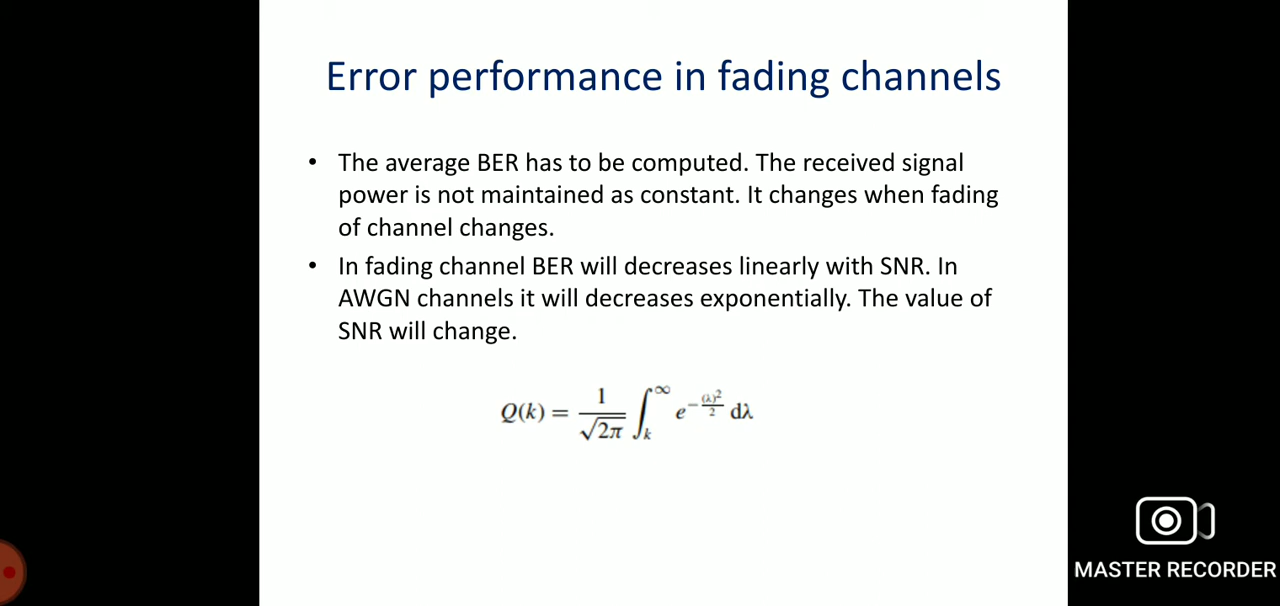 Error performance in fading channels
• The average BER has to be computed. The received signal
power is not maintained as constant. It changes when fading
of channel changes.
• In fading channel BER will decreases linearly with SNR. In
AWGN channels it will decreases exponentially. The value of
SNR will change.
Q(k) = 1/√2π ∫_k^∞ e^{-(λ)^2/2} dλ
MASTER RECORDER